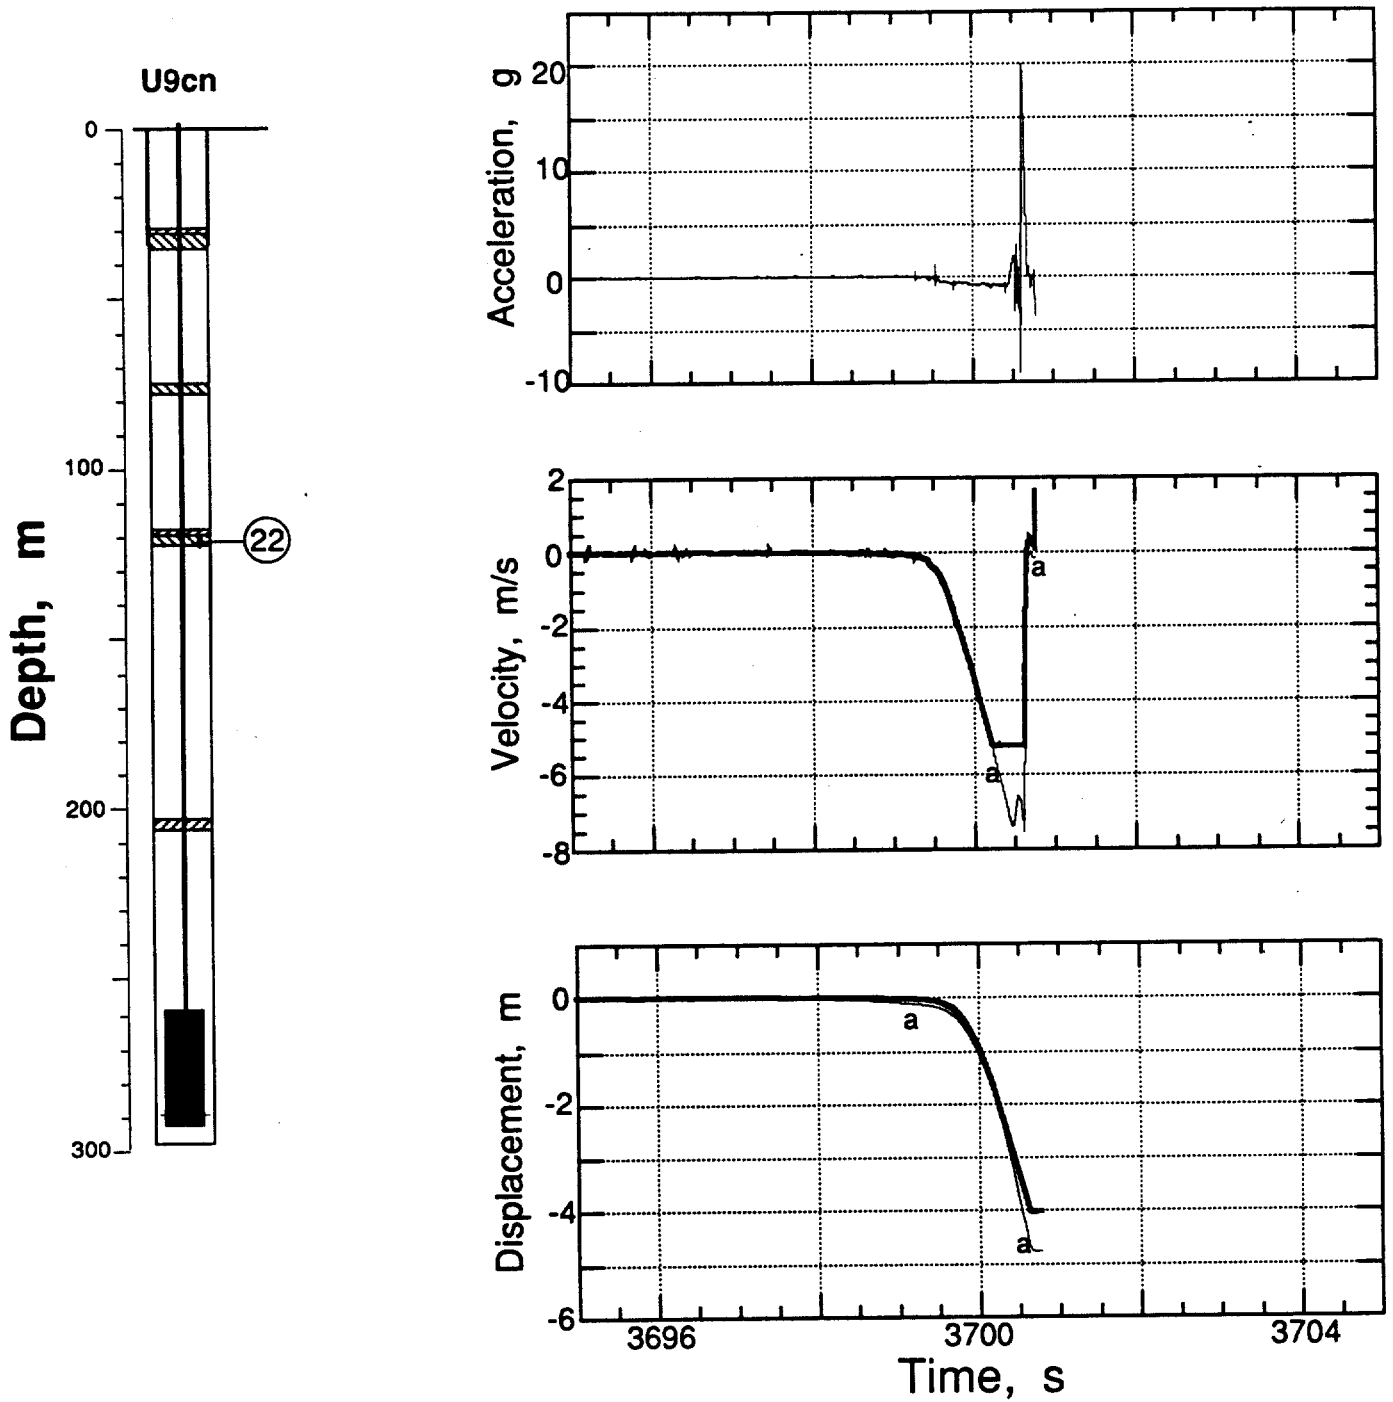 U9cn
0
100
200
300
Depth, m
22
20
10
0
-10
Acceleration, g
2
0
-2
-4
-6
-8
Velocity, m/s
a
a
0
-2
-4
-6
Displacement, m
a
a
3696 3700 3704
Time, s